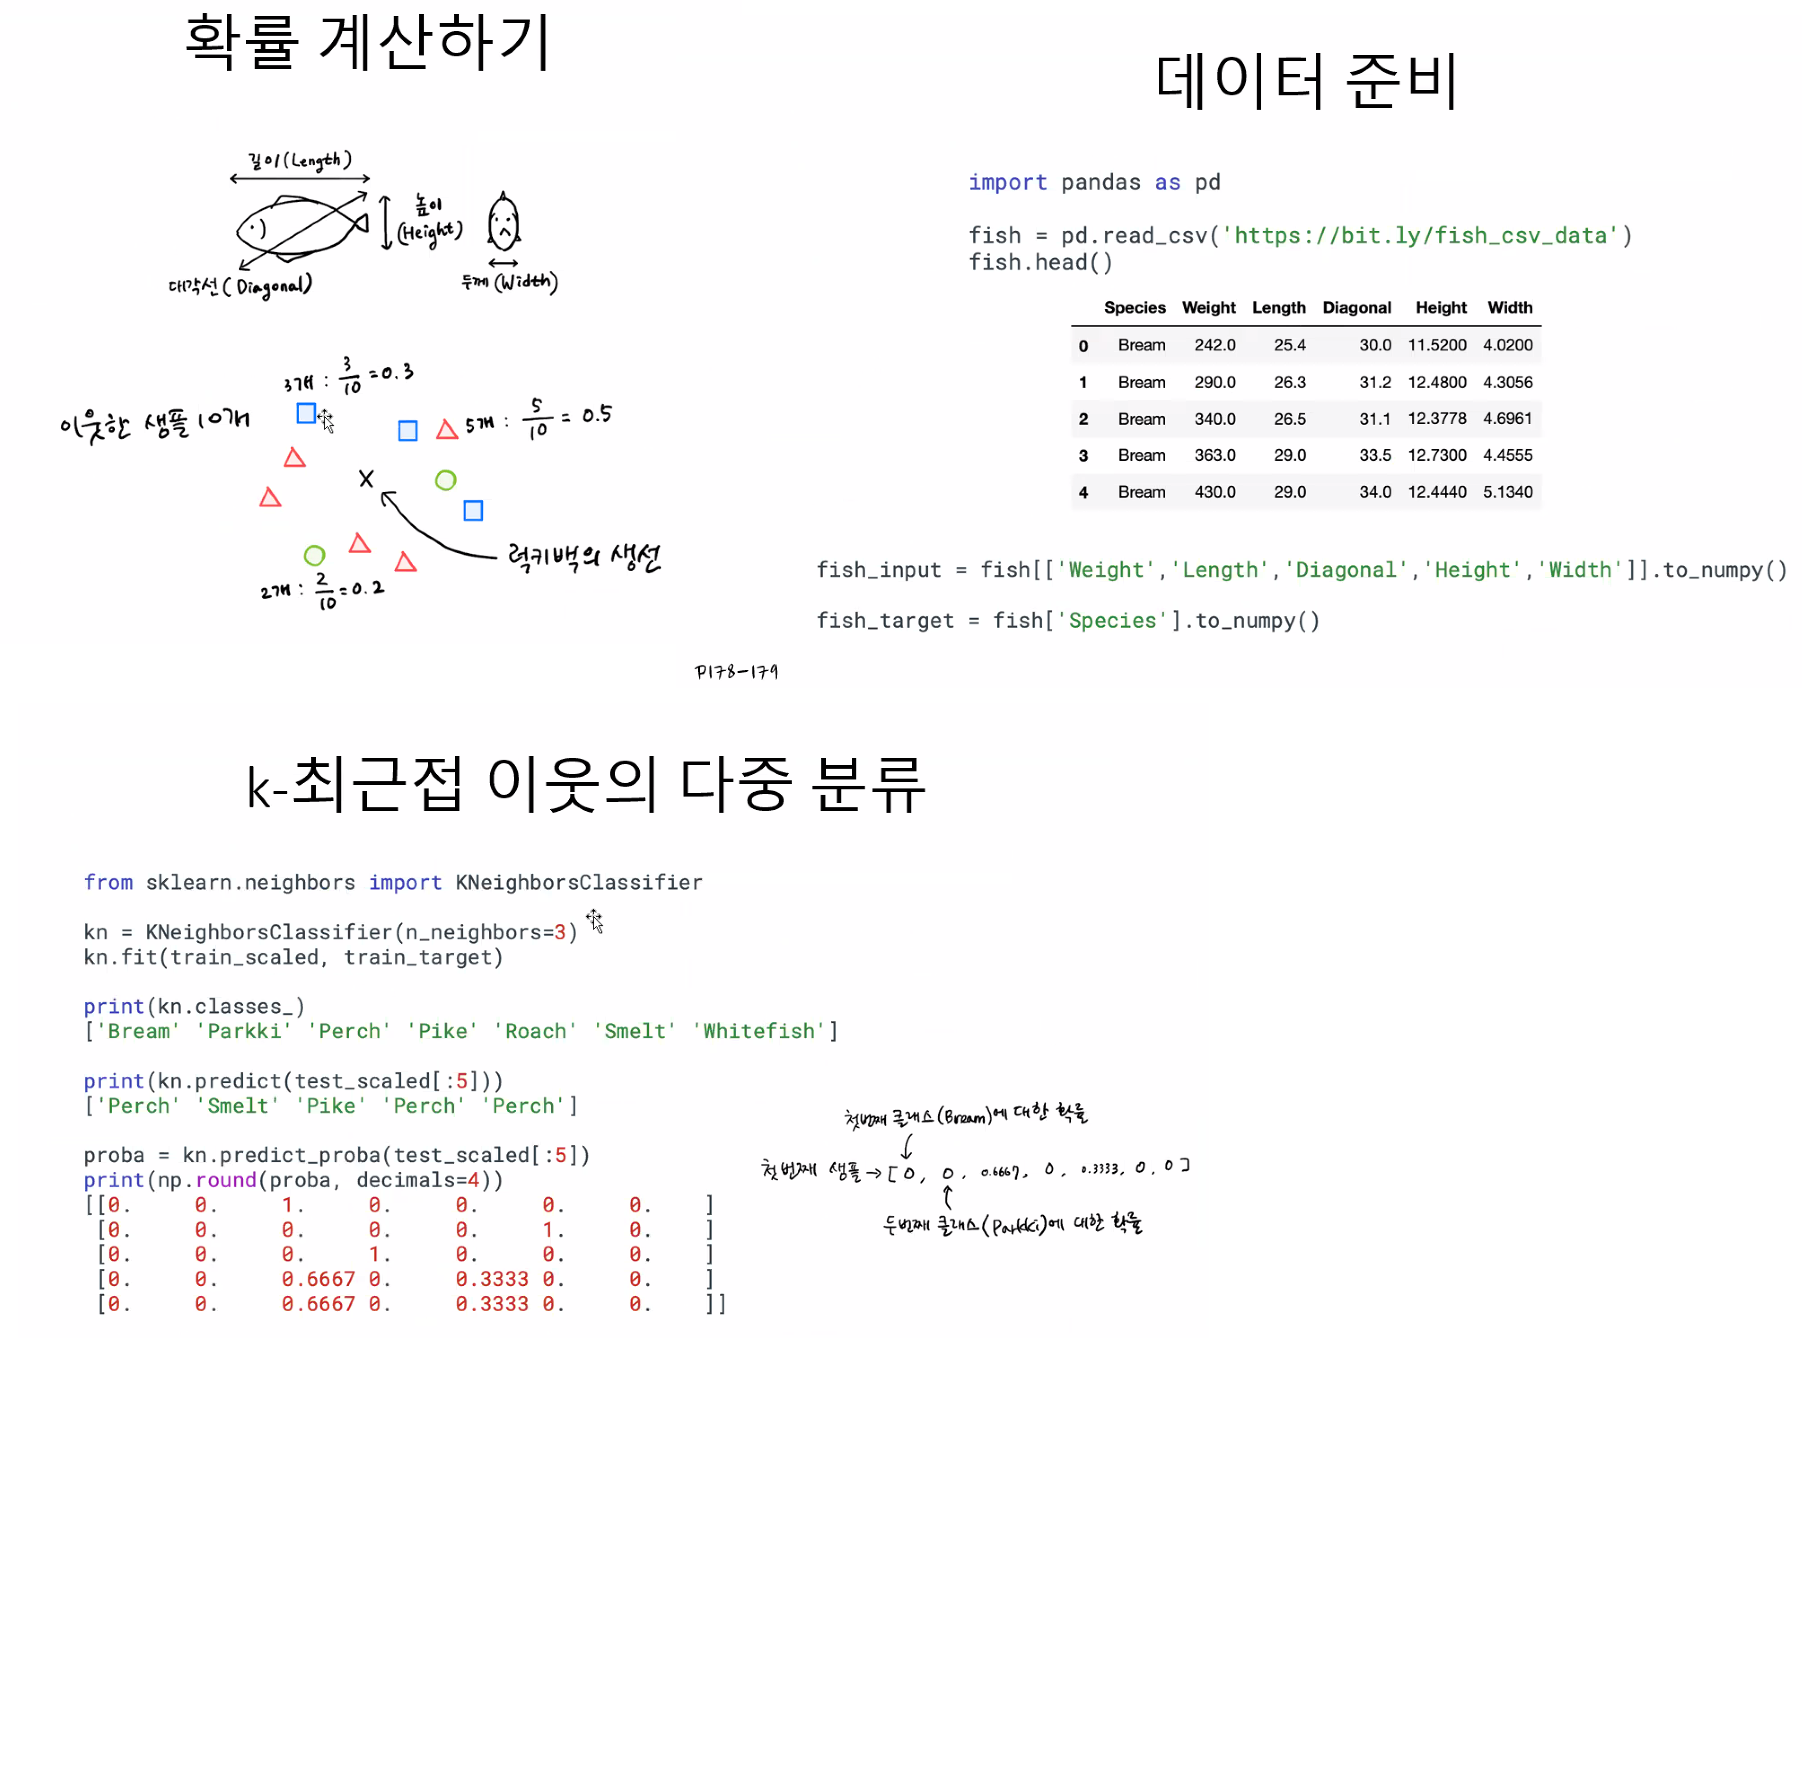 확률 계산하기
길이(Length)
높이
(Height)
대각선(Diagonal)
두께(Width)
3개 : 3/10 = 0.3
이웃한 샘플 10개
5개 : 5/10 = 0.5
X
럭키백의 생선
2개 : 2/10 = 0.2
P178-179
데이터 준비
import pandas as pd
fish = pd.read_csv('https://bit.ly/fish_csv_data')
fish.head()
Species Weight Length Diagonal Height Width
0 Bream 242.0 25.4 30.0 11.5200 4.0200
1 Bream 290.0 26.3 31.2 12.4800 4.3056
2 Bream 340.0 26.5 31.1 12.3778 4.6961
3 Bream 363.0 29.0 33.5 12.7300 4.4555
4 Bream 430.0 29.0 34.0 12.4440 5.1340
fish_input = fish[['Weight','Length','Diagonal','Height','Width']].to_numpy()
fish_target = fish['Species'].to_numpy()
k-최근접 이웃의 다중 분류
from sklearn.neighbors import KNeighborsClassifier
kn = KNeighborsClassifier(n_neighbors=3)
kn.fit(train_scaled, train_target)
print(kn.classes_)
['Bream' 'Parkki' 'Perch' 'Pike' 'Roach' 'Smelt' 'Whitefish']
print(kn.predict(test_scaled[:5]))
['Perch' 'Smelt' 'Pike' 'Perch' 'Perch']
proba = kn.predict_proba(test_scaled[:5])
print(np.round(proba, decimals=4))
[[0. 0. 1. 0. 0. 0. 0. ]
[0. 0. 0. 0. 0. 1. 0. ]
[0. 0. 0. 1. 0. 0. 0. ]
[0. 0. 0.6667 0. 0.3333 0. 0. ]
[0. 0. 0.6667 0. 0.3333 0. 0. ]]
첫번째 클래스(Bream)에 대한 확률
첫번째 샘플→[0, 0, 0.6667, 0, 0.3333, 0, 0]
두번째 클래스(Parkki)에 대한 확률